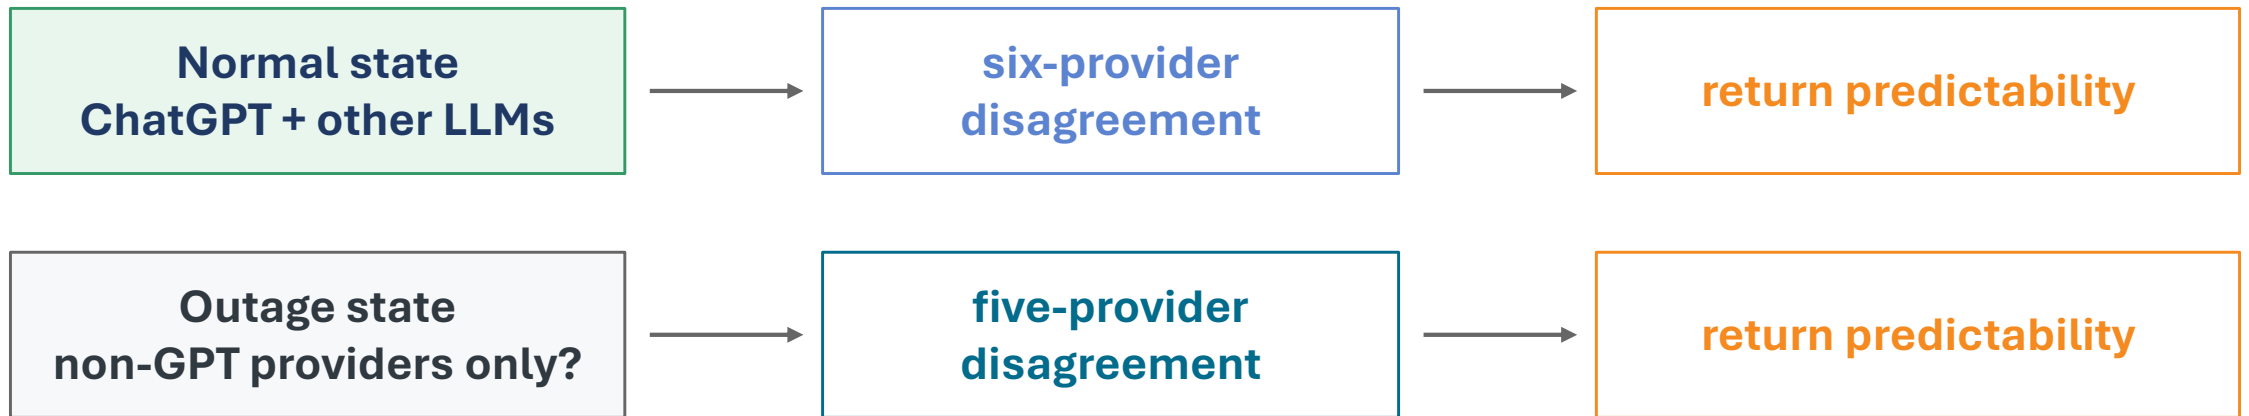 Normal state
ChatGPT + other LLMs
six-provider
disagreement
return predictability
Outage state
non-GPT providers only?
five-provider
disagreement
return predictability